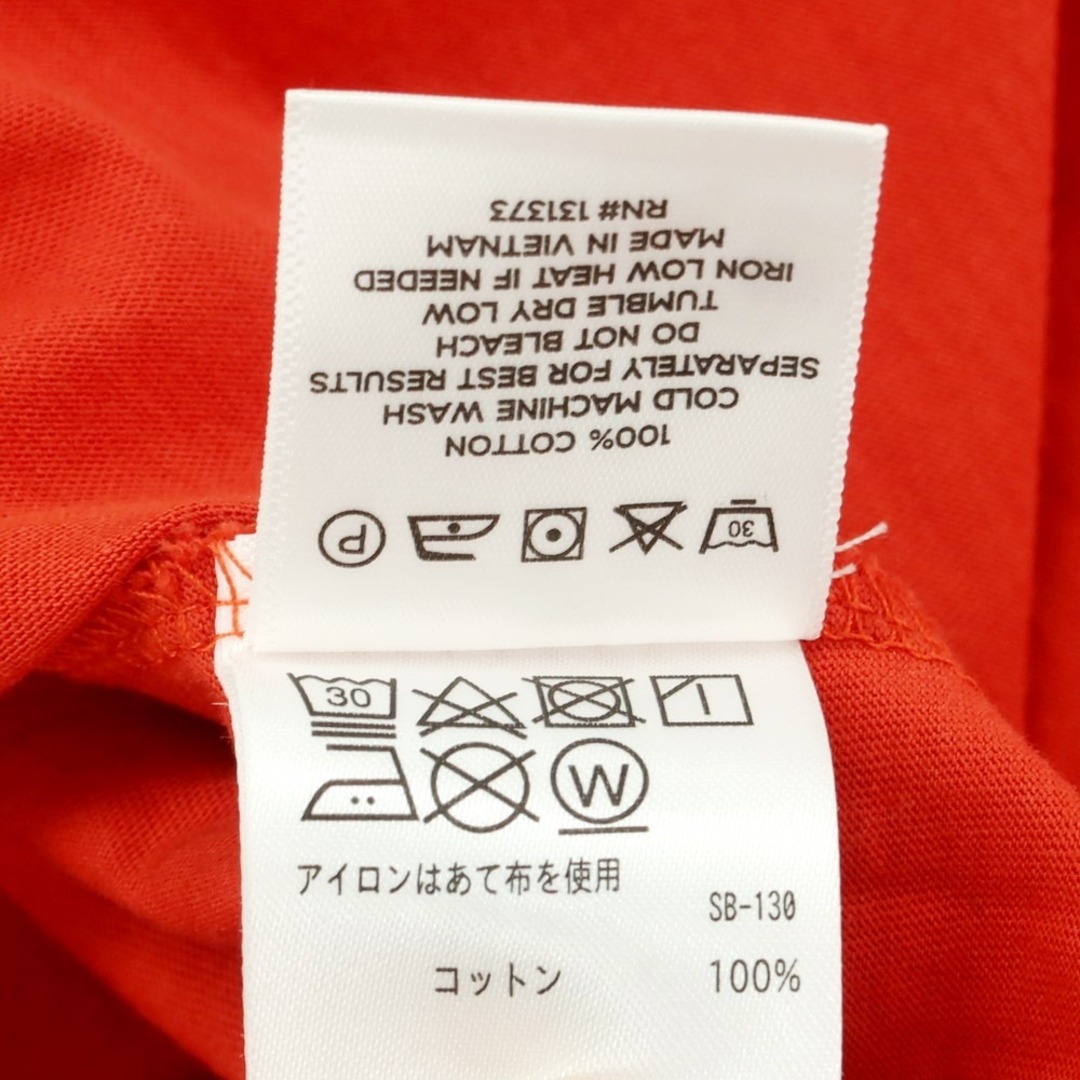 100% COTTON
COLD MACHINE WASH
SEPARATELY FOR BEST RESULTS
DO NOT BLEACH
TUMBLE DRY LOW
IRON LOW HEAT IF NEEDED
MADE IN VIETNAM
RN# 131373
30
P
30
W
アイロンはあて布を使用
SB-130
コットン 100%